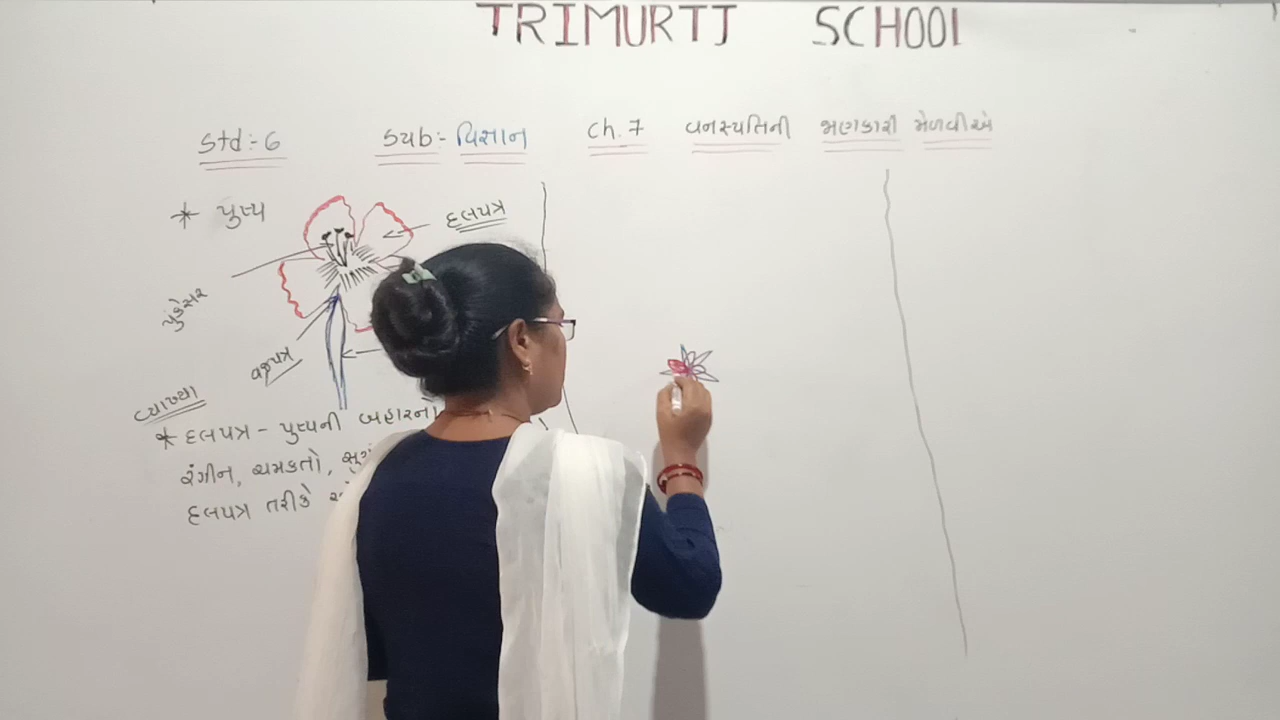 TRIMURTI SCHOOL
Std:- 6 Sub:- વિજ્ઞાન Ch. 7 વનસ્પતિની જાણકારી મેળવીએ
* પુષ્પ
દલપત્ર
પુંકેસર
વજ્રપત્ર
વ્યાખ્યા
* દલપત્ર - પુષ્પની બહારનો
રંગીન, ચમકતો,
દલપત્ર તરીકે